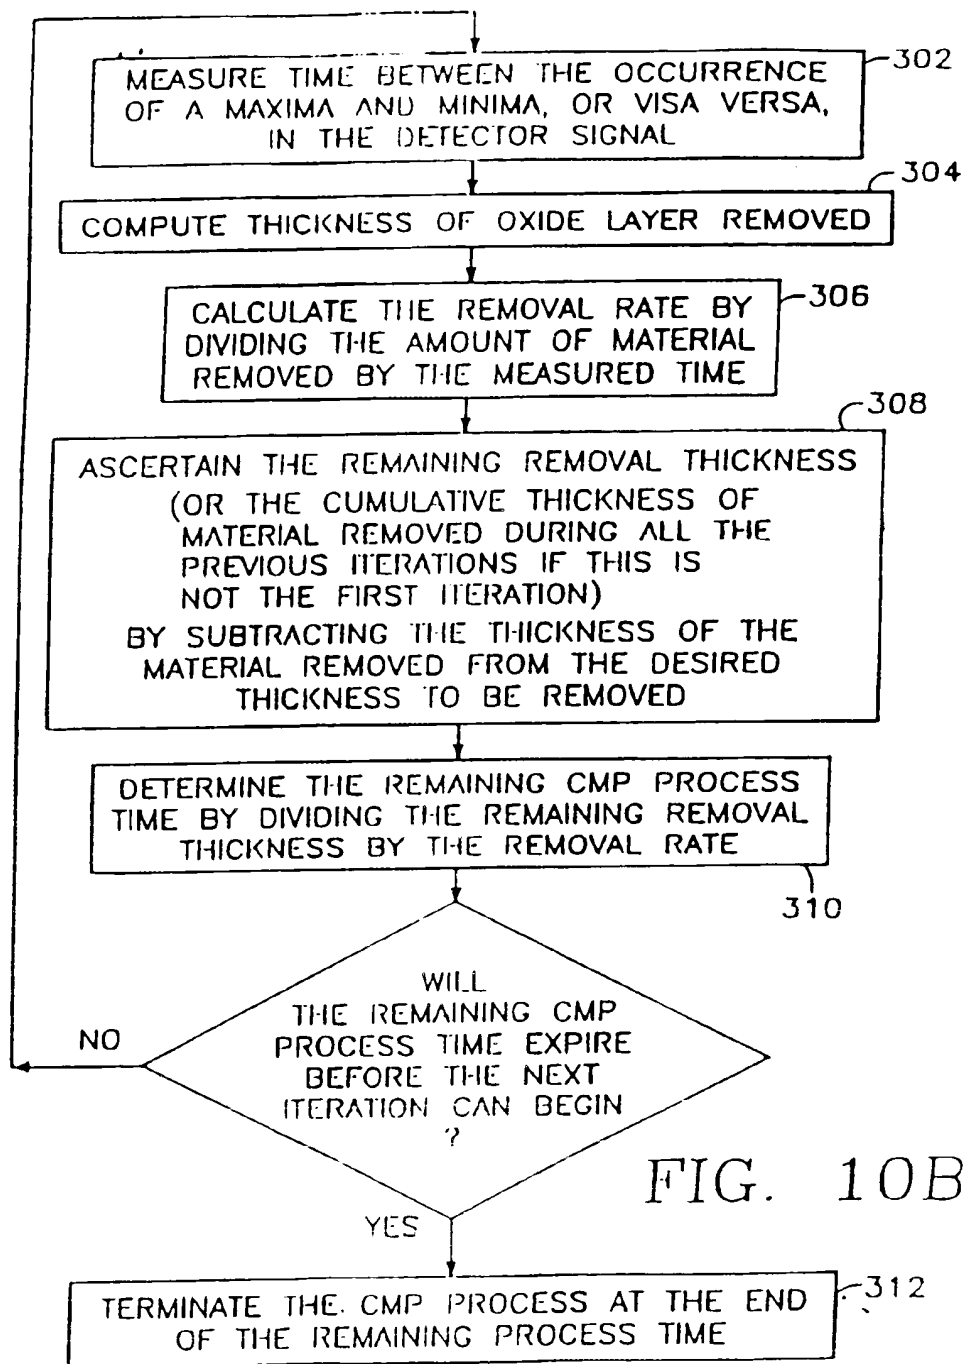 MEASURE TIME BETWEEN THE OCCURRENCE
OF A MAXIMA AND MINIMA, OR VISA VERSA,
IN THE DETECTOR SIGNAL
302
COMPUTE THICKNESS OF OXIDE LAYER REMOVED
304
CALCULATE THE REMOVAL RATE BY
DIVIDING THE AMOUNT OF MATERIAL
REMOVED BY THE MEASURED TIME
306
308
ASCERTAIN THE REMAINING REMOVAL THICKNESS
(OR THE CUMULATIVE THICKNESS OF
MATERIAL REMOVED DURING ALL THE
PREVIOUS ITERATIONS IF THIS IS
NOT THE FIRST ITERATION)
BY SUBTRACTING THE THICKNESS OF THE
MATERIAL REMOVED FROM THE DESIRED
THICKNESS TO BE REMOVED
DETERMINE THE REMAINING CMP PROCESS
TIME BY DIVIDING THE REMAINING REMOVAL
THICKNESS BY THE REMOVAL RATE
310
WILL
THE REMAINING CMP
PROCESS TIME EXPIRE
BEFORE THE NEXT
ITERATION CAN BEGIN
?
NO
YES
FIG. 10B
TERMINATE THE CMP PROCESS AT THE END
OF THE REMAINING PROCESS TIME
312